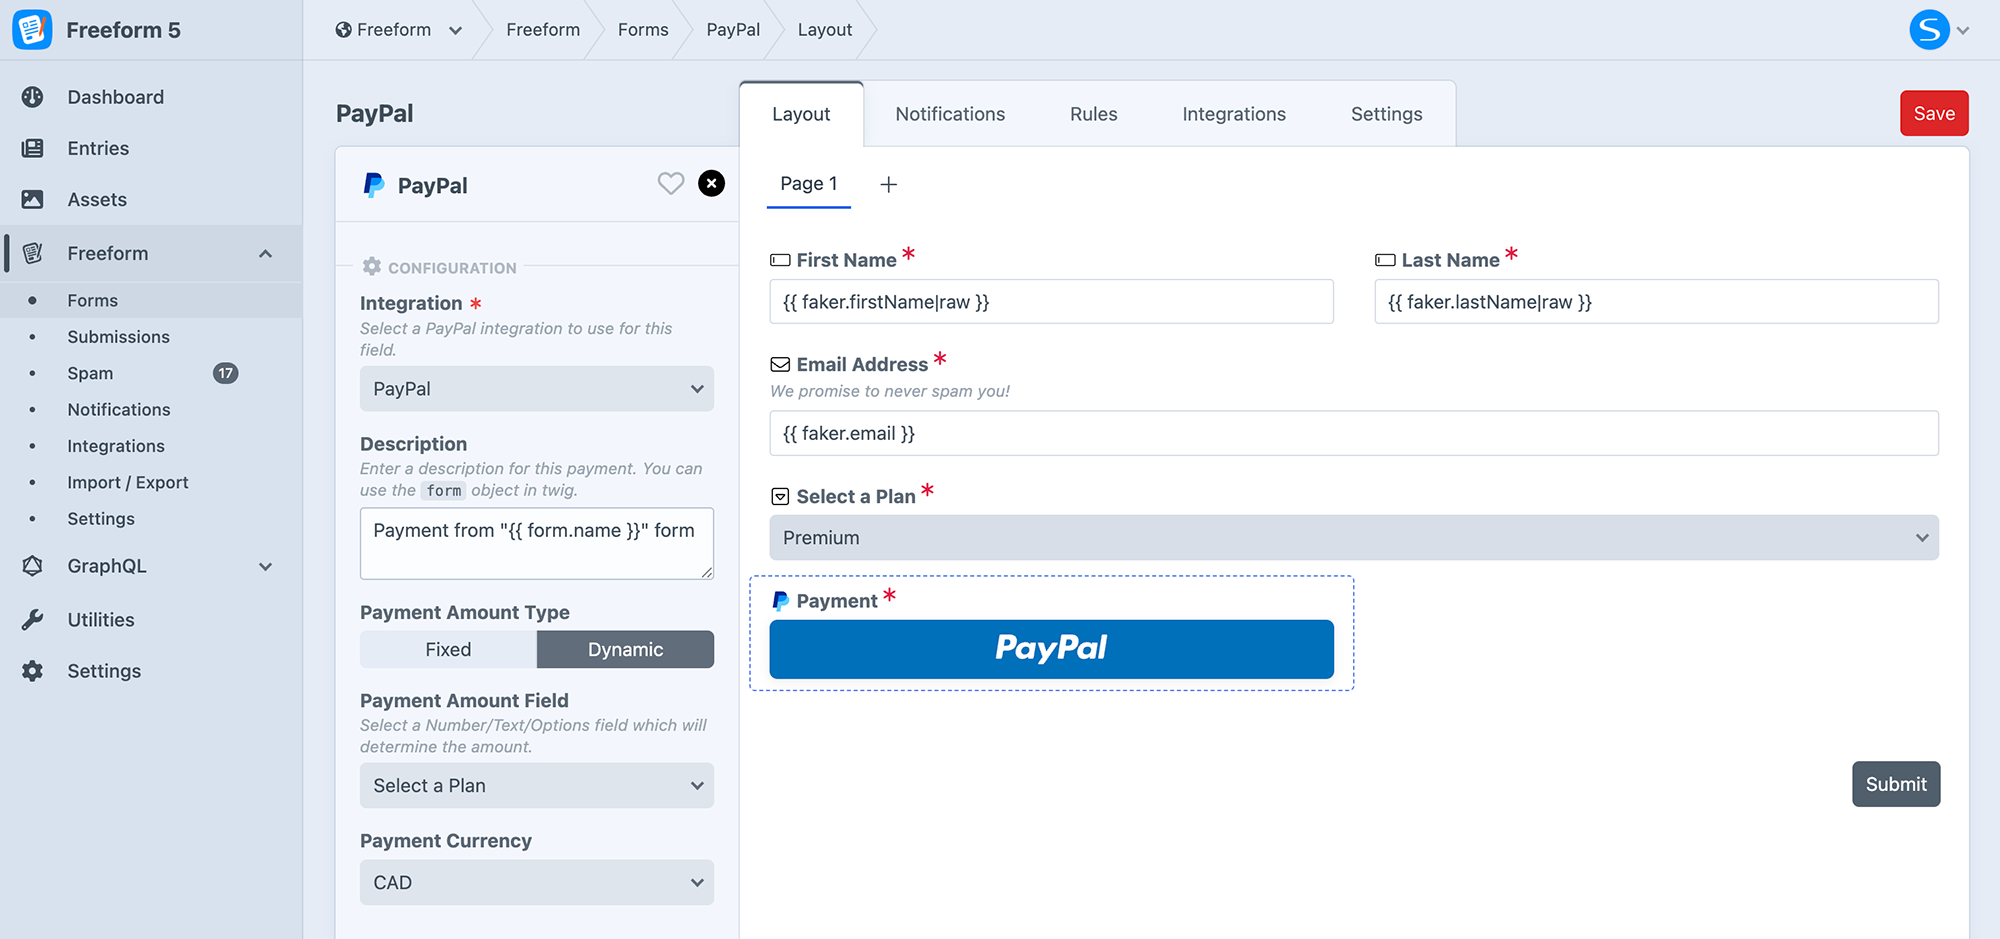 Freeform 5
Freeform
Freeform
Forms
PayPal
Layout
S
Dashboard
Entries
Assets
Freeform
Forms
Submissions
Spam 17
Notifications
Integrations
Import / Export
Settings
GraphQL
Utilities
Settings
PayPal
Layout
Notifications
Rules
Integrations
Settings
Save
PayPal
CONFIGURATION
Integration *
Select a PayPal integration to use for this
field.
PayPal
Description
Enter a description for this payment. You can
use the form object in twig.
Payment from "{{ form.name }}" form
Payment Amount Type
Fixed
Dynamic
Payment Amount Field
Select a Number/Text/Options field which will
determine the amount.
Select a Plan
Payment Currency
CAD
Page 1 +
First Name *
{{ faker.firstName|raw }}
Last Name *
{{ faker.lastName|raw }}
Email Address *
We promise to never spam you!
{{ faker.email }}
Select a Plan *
Premium
Payment *
PayPal
Submit